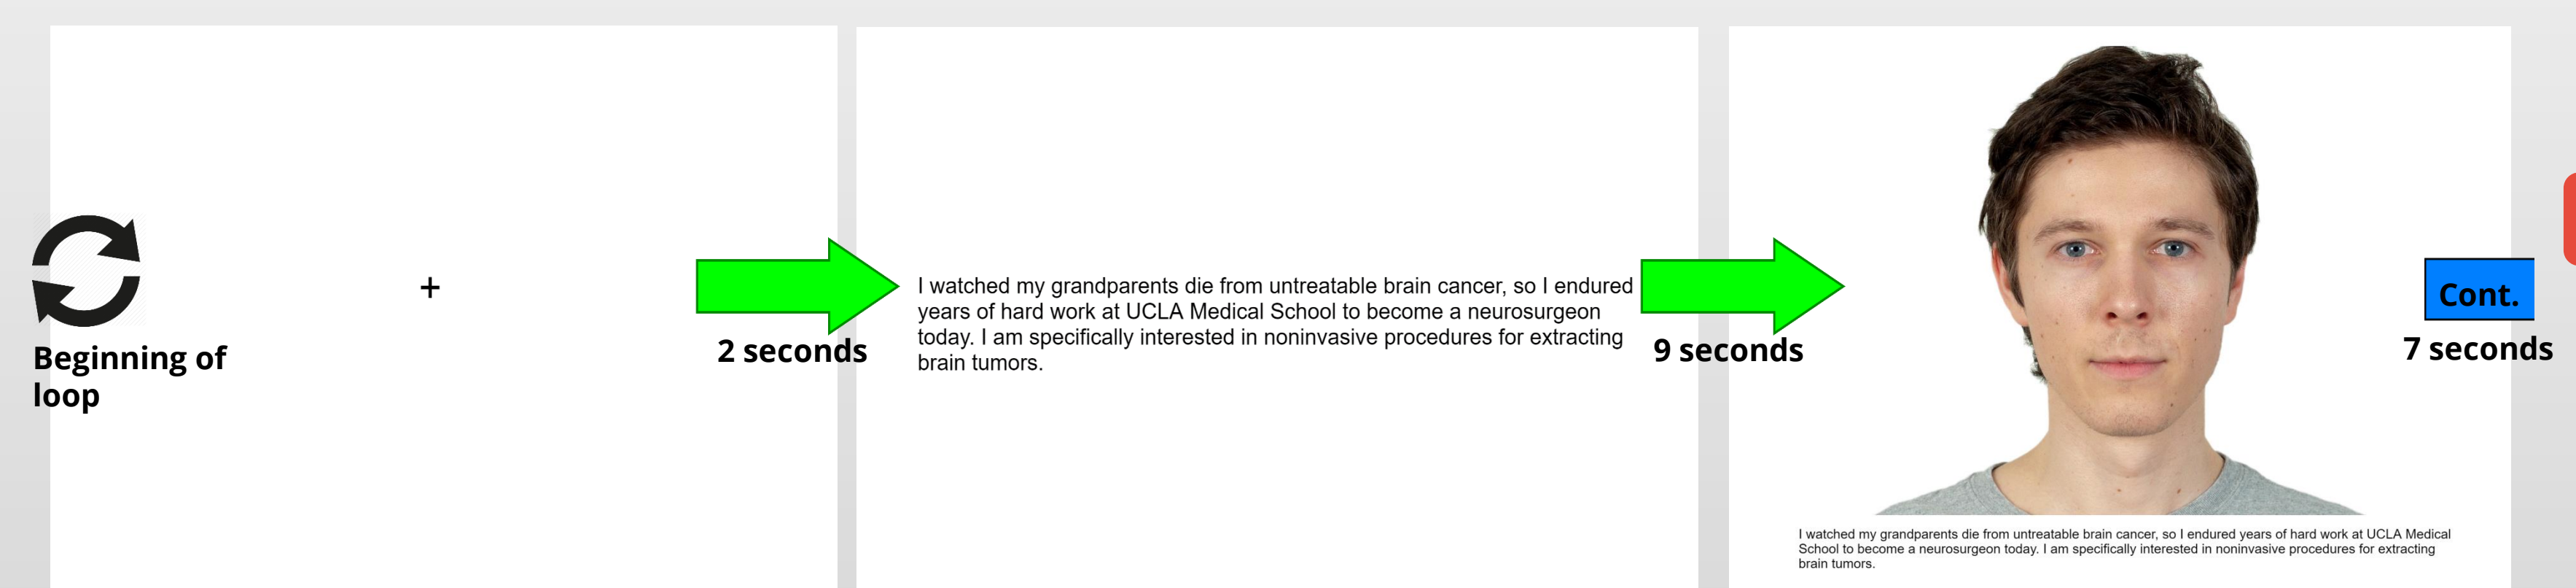 Beginning of
loop
+
2 seconds
I watched my grandparents die from untreatable brain cancer, so I endured
years of hard work at UCLA Medical School to become a neurosurgeon
today. I am specifically interested in noninvasive procedures for extracting
brain tumors.
9 seconds
I watched my grandparents die from untreatable brain cancer, so I endured years of hard work at UCLA Medical
School to become a neurosurgeon today. I am specifically interested in noninvasive procedures for extracting
brain tumors.
Cont.
7 seconds